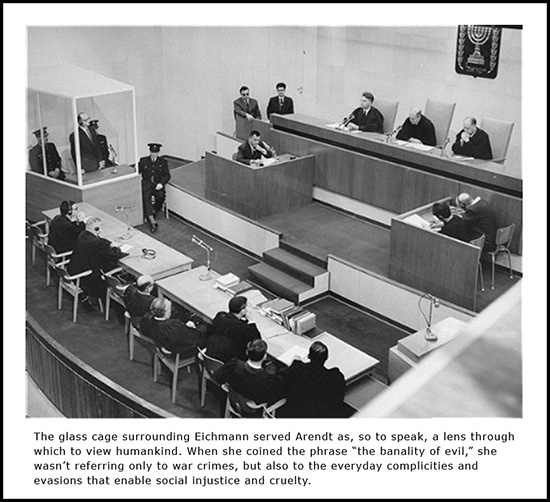 The glass cage surrounding Eichmann served Arendt as, so to speak, a lens through
which to view humankind. When she coined the phrase “the banality of evil,” she
wasn’t referring only to war crimes, but also to the everyday complicities and
evasions that enable social injustice and cruelty.